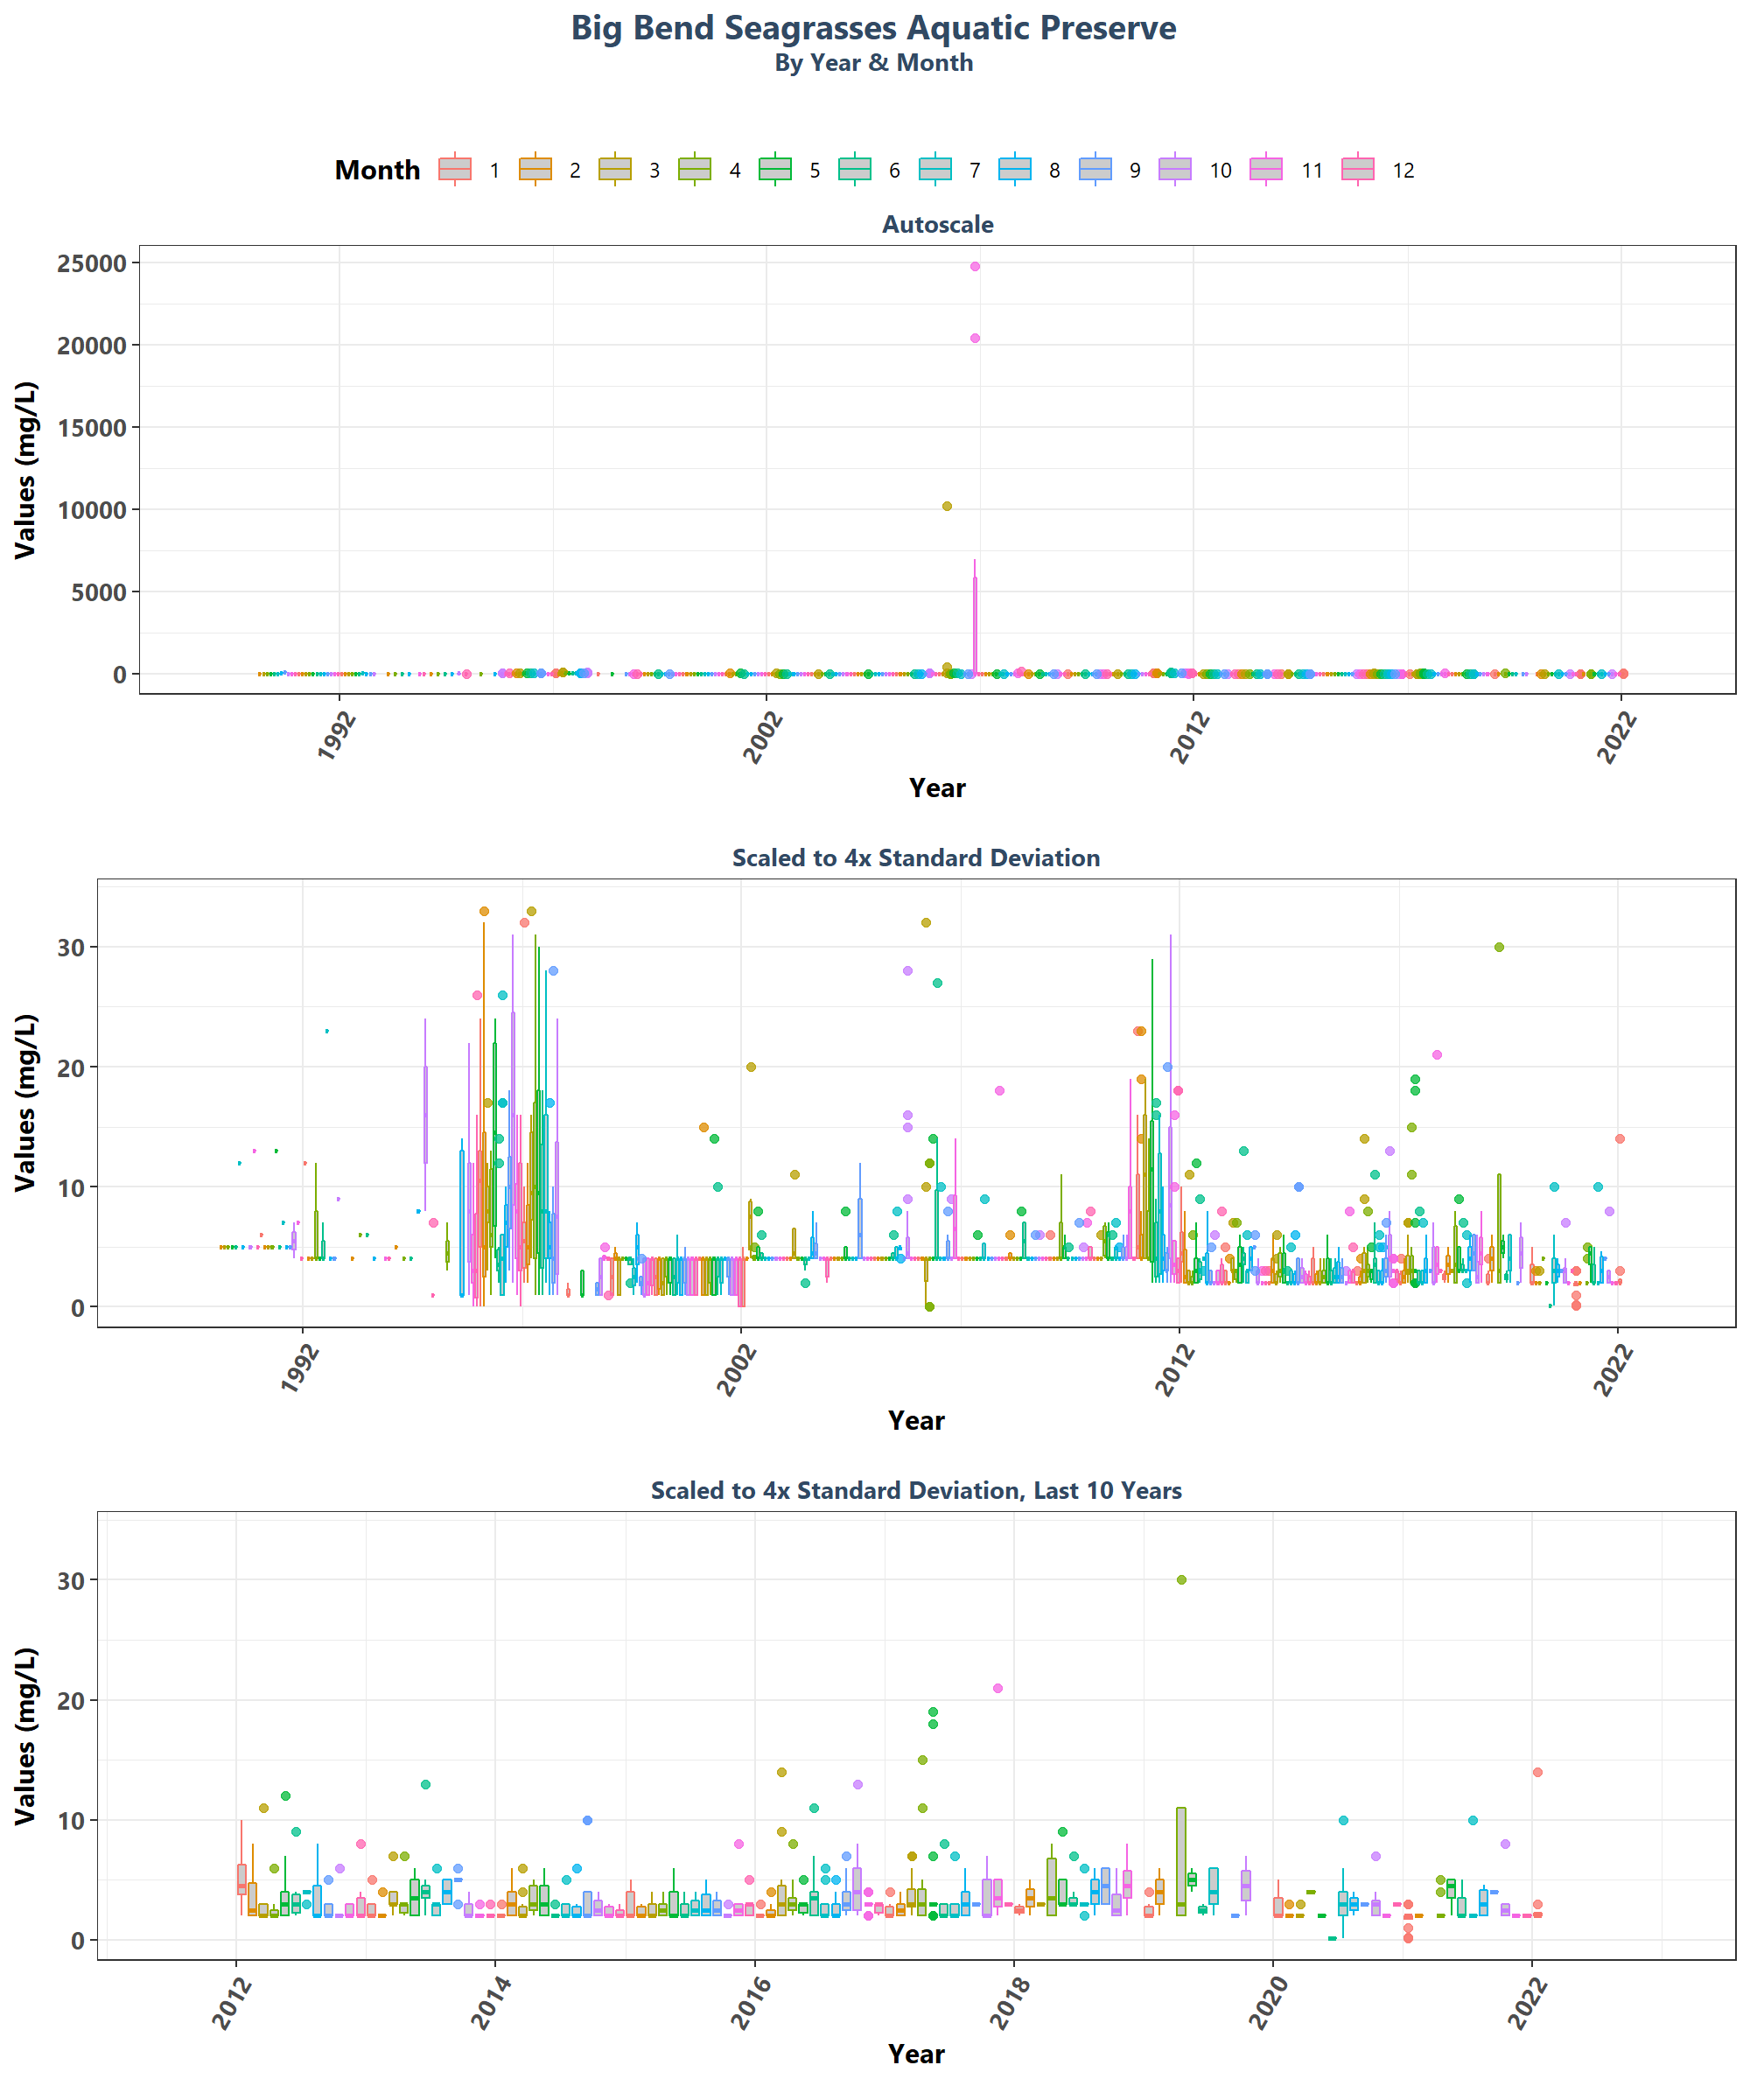 Big Bend Seagrasses Aquatic Preserve
By Year & Month
Month 1 2 3 4 5 6 7 8 9 10 11 12
Autoscale
Values (mg/L)
25000
20000
15000
10000
5000
0
1992 2002 2012 2022
Year
Scaled to 4x Standard Deviation
Values (mg/L)
30
20
10
0
1992 2002 2012 2022
Year
Scaled to 4x Standard Deviation, Last 10 Years
Values (mg/L)
30
20
10
0
2012 2014 2016 2018 2020 2022
Year